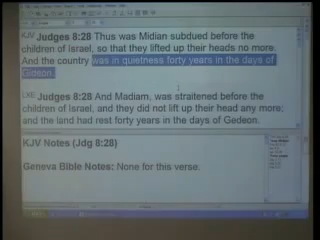 KJV Judges 8:28 Thus was Midian subdued before the
children of Israel, so that they lifted up their heads no more.
And the country was in quietness forty years in the days of
Gideon.
LXE Judges 8:28 And Madiam, was straitened before the
children of Israel, and they did not lift up their head any more;
and the land had rest forty years in the days of Gedeon.
KJV Notes (Jdg 8:28)
Geneva Bible Notes: None for this verse.